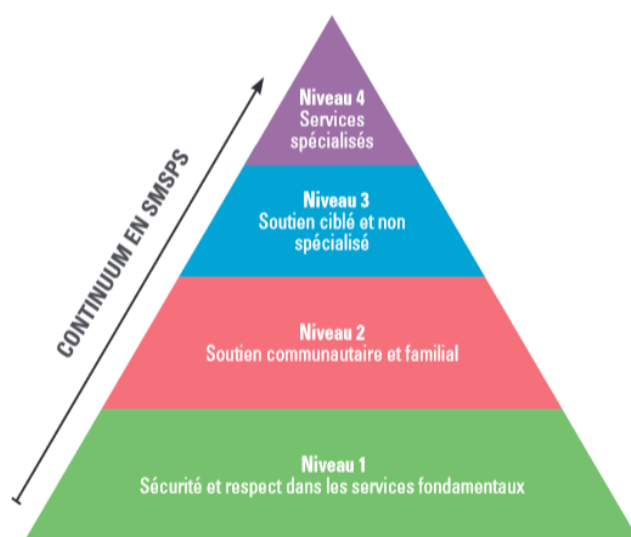 Niveau 4
Services
spécialisés
CONTINUUM EN SMSPS
Niveau 3
Soutien ciblé et non
spécialisé
Niveau 2
Soutien communautaire et familial
Niveau 1
Sécurité et respect dans les services fondamentaux